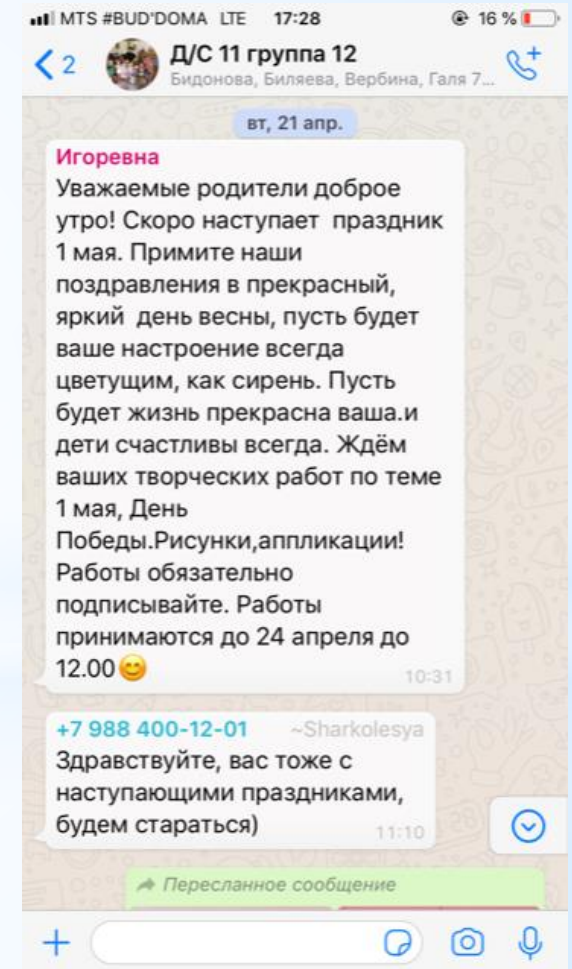 MTS #BUD'DOMA LTE 17:28 16 %
2 Д/С 11 группа 12
Бидонова, Биляева, Вербина, Галя 7...
вт, 21 апр.
Игоревна
Уважаемые родители доброе
утро! Скоро наступает праздник
1 мая. Примите наши
поздравления в прекрасный,
яркий день весны, пусть будет
ваше настроение всегда
цветущим, как сирень. Пусть
будет жизнь прекрасна ваша.и
дети счастливы всегда. Ждём
ваших творческих работ по теме
1 мая, День
Победы.Рисунки,аппликации!
Работы обязательно
подписывайте. Работы
принимаются до 24 апреля до
12.00😊
10:31
+7 988 400-12-01 ~Sharkolesya
Здравствуйте, вас тоже с
наступающими праздниками,
будем стараться)
11:10
Пересланное сообщение